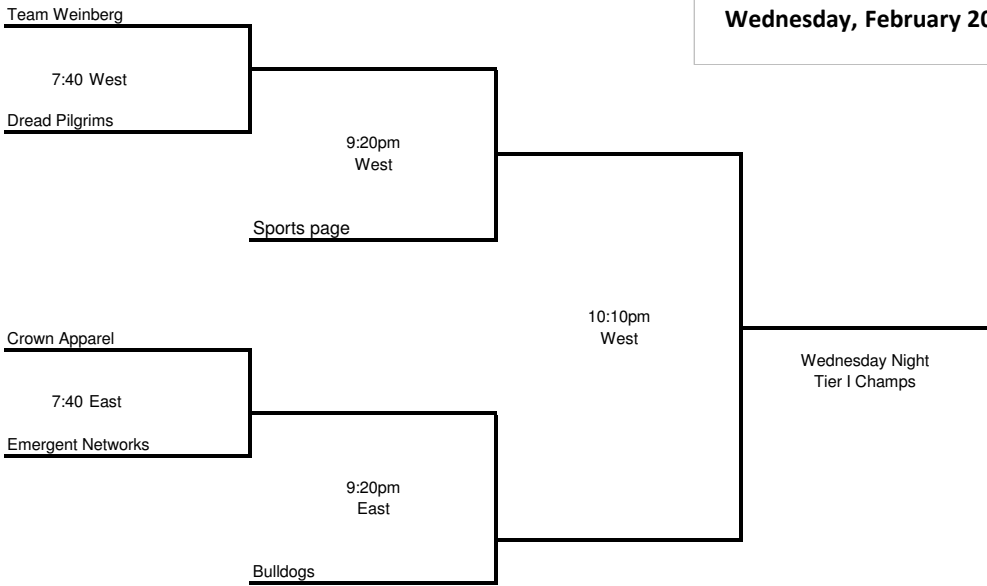 Team Weinberg
Wednesday, February 20
7:40 West
Dread Pilgrims
9:20pm
West
Sports page
10:10pm
West
Crown Apparel
Wednesday Night
Tier I Champs
7:40 East
Emergent Networks
9:20pm
East
Bulldogs